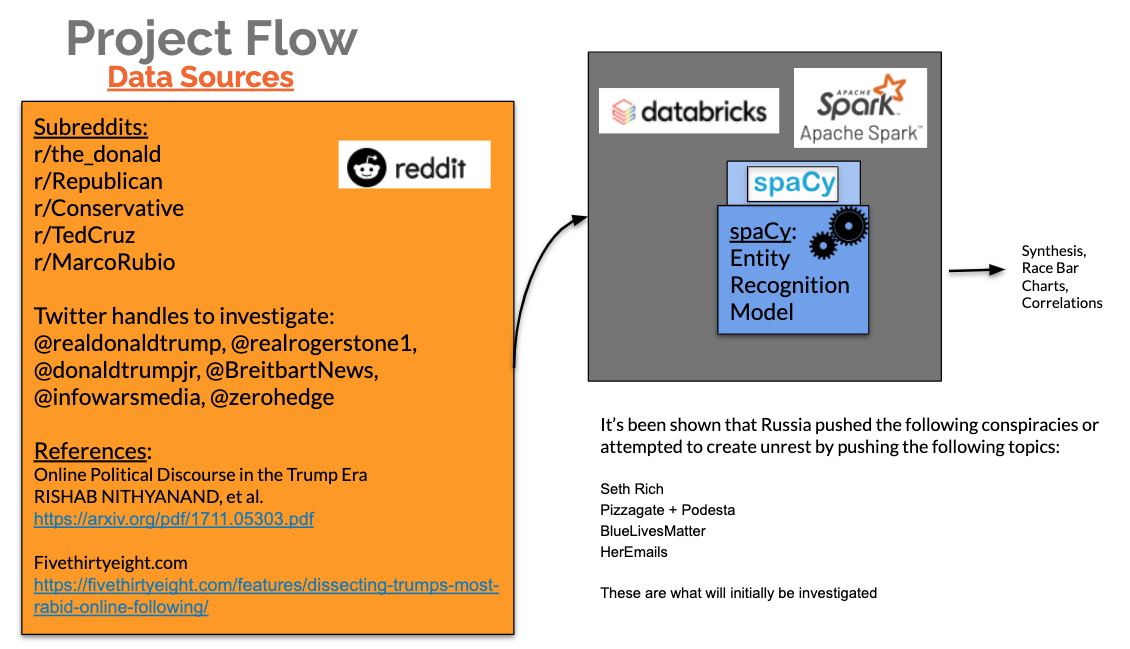 Project Flow
Data Sources
Subreddits:
r/the_donald
r/Republican
r/Conservative
r/TedCruz
r/MarcoRubio
reddit
Twitter handles to investigate:
@realdonaldtrump, @realrogerstone1,
@donaldtrumpjr, @BreitbartNews,
@infowarsmedia, @zerohedge
References:
Online Political Discourse in the Trump Era
RISHAB NITHYANAND, et al.
https://arxiv.org/pdf/1711.05303.pdf
Fivethirtyeight.com
https://fivethirtyeight.com/features/dissecting-trumps-most-
rabid-online-following/
databricks
APACHE
Spark™
Apache Spark™
spaCy
spaCy:
Entity
Recognition
Model
Synthesis,
Race Bar
Charts,
Correlations
It’s been shown that Russia pushed the following conspiracies or
attempted to create unrest by pushing the following topics:
Seth Rich
Pizzagate + Podesta
BlueLivesMatter
HerEmails
These are what will initially be investigated